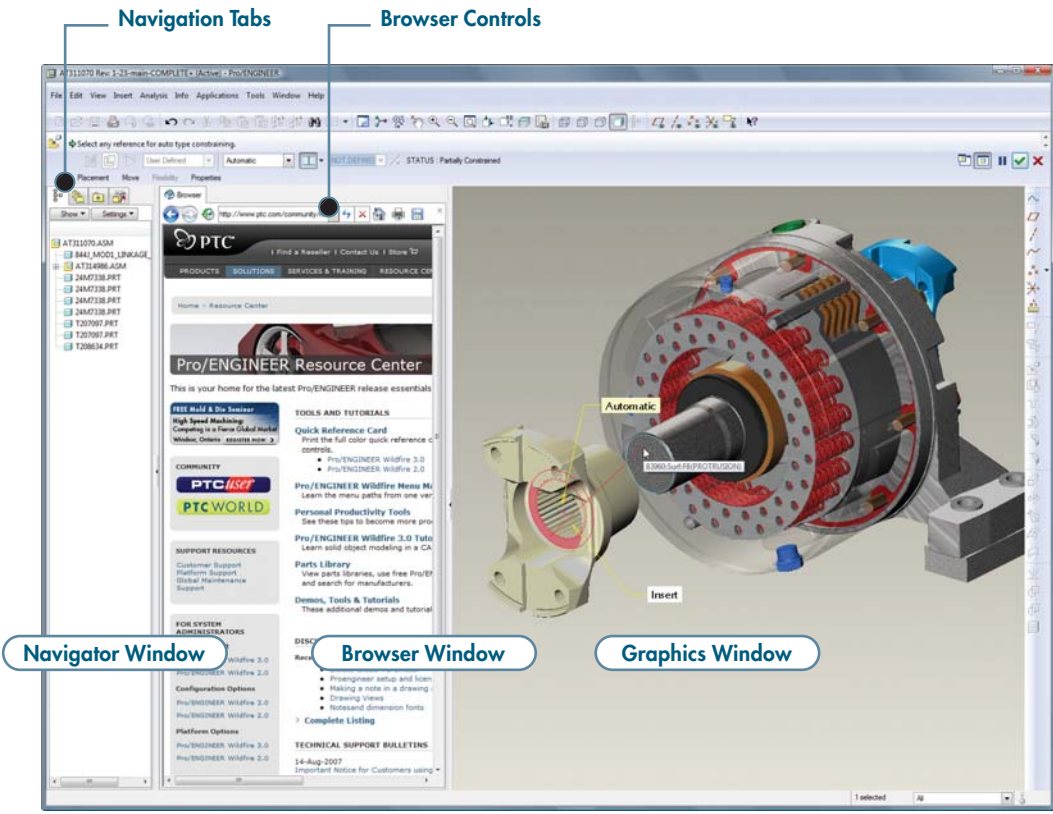 Navigation Tabs
Browser Controls
AT311070 Rev: 1-23-main-COMPLETE+ (Active) - Pro/ENGINEER
File Edit View Insert Analysis Info Applications Tools Window Help
Select any reference for auto type constraining.
User Defined
Automatic
NOT DEFINED
STATUS : Partially Constrained
Placement Move Flexibility Properties
Show Settings
AT311070.ASM
844J_MOD1_LINKAGE_
AT314986.ASM
24M7338.PRT
24M7338.PRT
24M7338.PRT
24M7338.PRT
T207097.PRT
T207097.PRT
T208634.PRT
Browser
http://www.ptc.com/community/
PTC
Find a Reseller | Contact Us | Store
PRODUCTS SOLUTIONS SERVICES & TRAINING RESOURCE CE
Home > Resource Center
Pro/ENGINEER Resource Center
This is your home for the latest Pro/ENGINEER release essentials
FREE Mold & Die Seminar
High Speed Machining:
Competing in a Fierce Global Market
Windsor, Ontario REGISTER NOW >
COMMUNITY
PTC/USER
PTC WORLD
SUPPORT RESOURCES
Customer Support
Platform Support
Global Maintenance
Support
FOR SYSTEM
ADMINISTRATORS
Wildfire 3.0
Pro/ENGINEER Wildfire 2.0
Configuration Options
Pro/ENGINEER Wildfire 3.0
Pro/ENGINEER Wildfire 2.0
Platform Options
Pro/ENGINEER Wildfire 3.0
Pro/ENGINEER Wildfire 2.0
TOOLS AND TUTORIALS
Quick Reference Card
Print the full color quick reference c
controls.
Pro/ENGINEER Wildfire 3.0
Pro/ENGINEER Wildfire 2.0
Pro/ENGINEER Wildfire Menu Ma
Learn the menu paths from one ver
Personal Productivity Tools
See these tips to become more pro
Pro/ENGINEER Wildfire 3.0 Tuto
Learn solid object modeling in a CA
Parts Library
View parts libraries, use free Pro/EN
and search for manufacturers.
Demos, Tools & Tutorials
These additional demos and tutorial
DISC
Rece
Proengineer setup and licen
Making a note in a drawing
Drawing Views
Notesand dimension fonts
> Complete Listing
TECHNICAL SUPPORT BULLETINS
14-Aug-2007
Important Notice for Customers using
Automatic
83960:Surf:F8(PROTRUSION)
Insert
Navigator Window
Browser Window
Graphics Window
1 selected
All